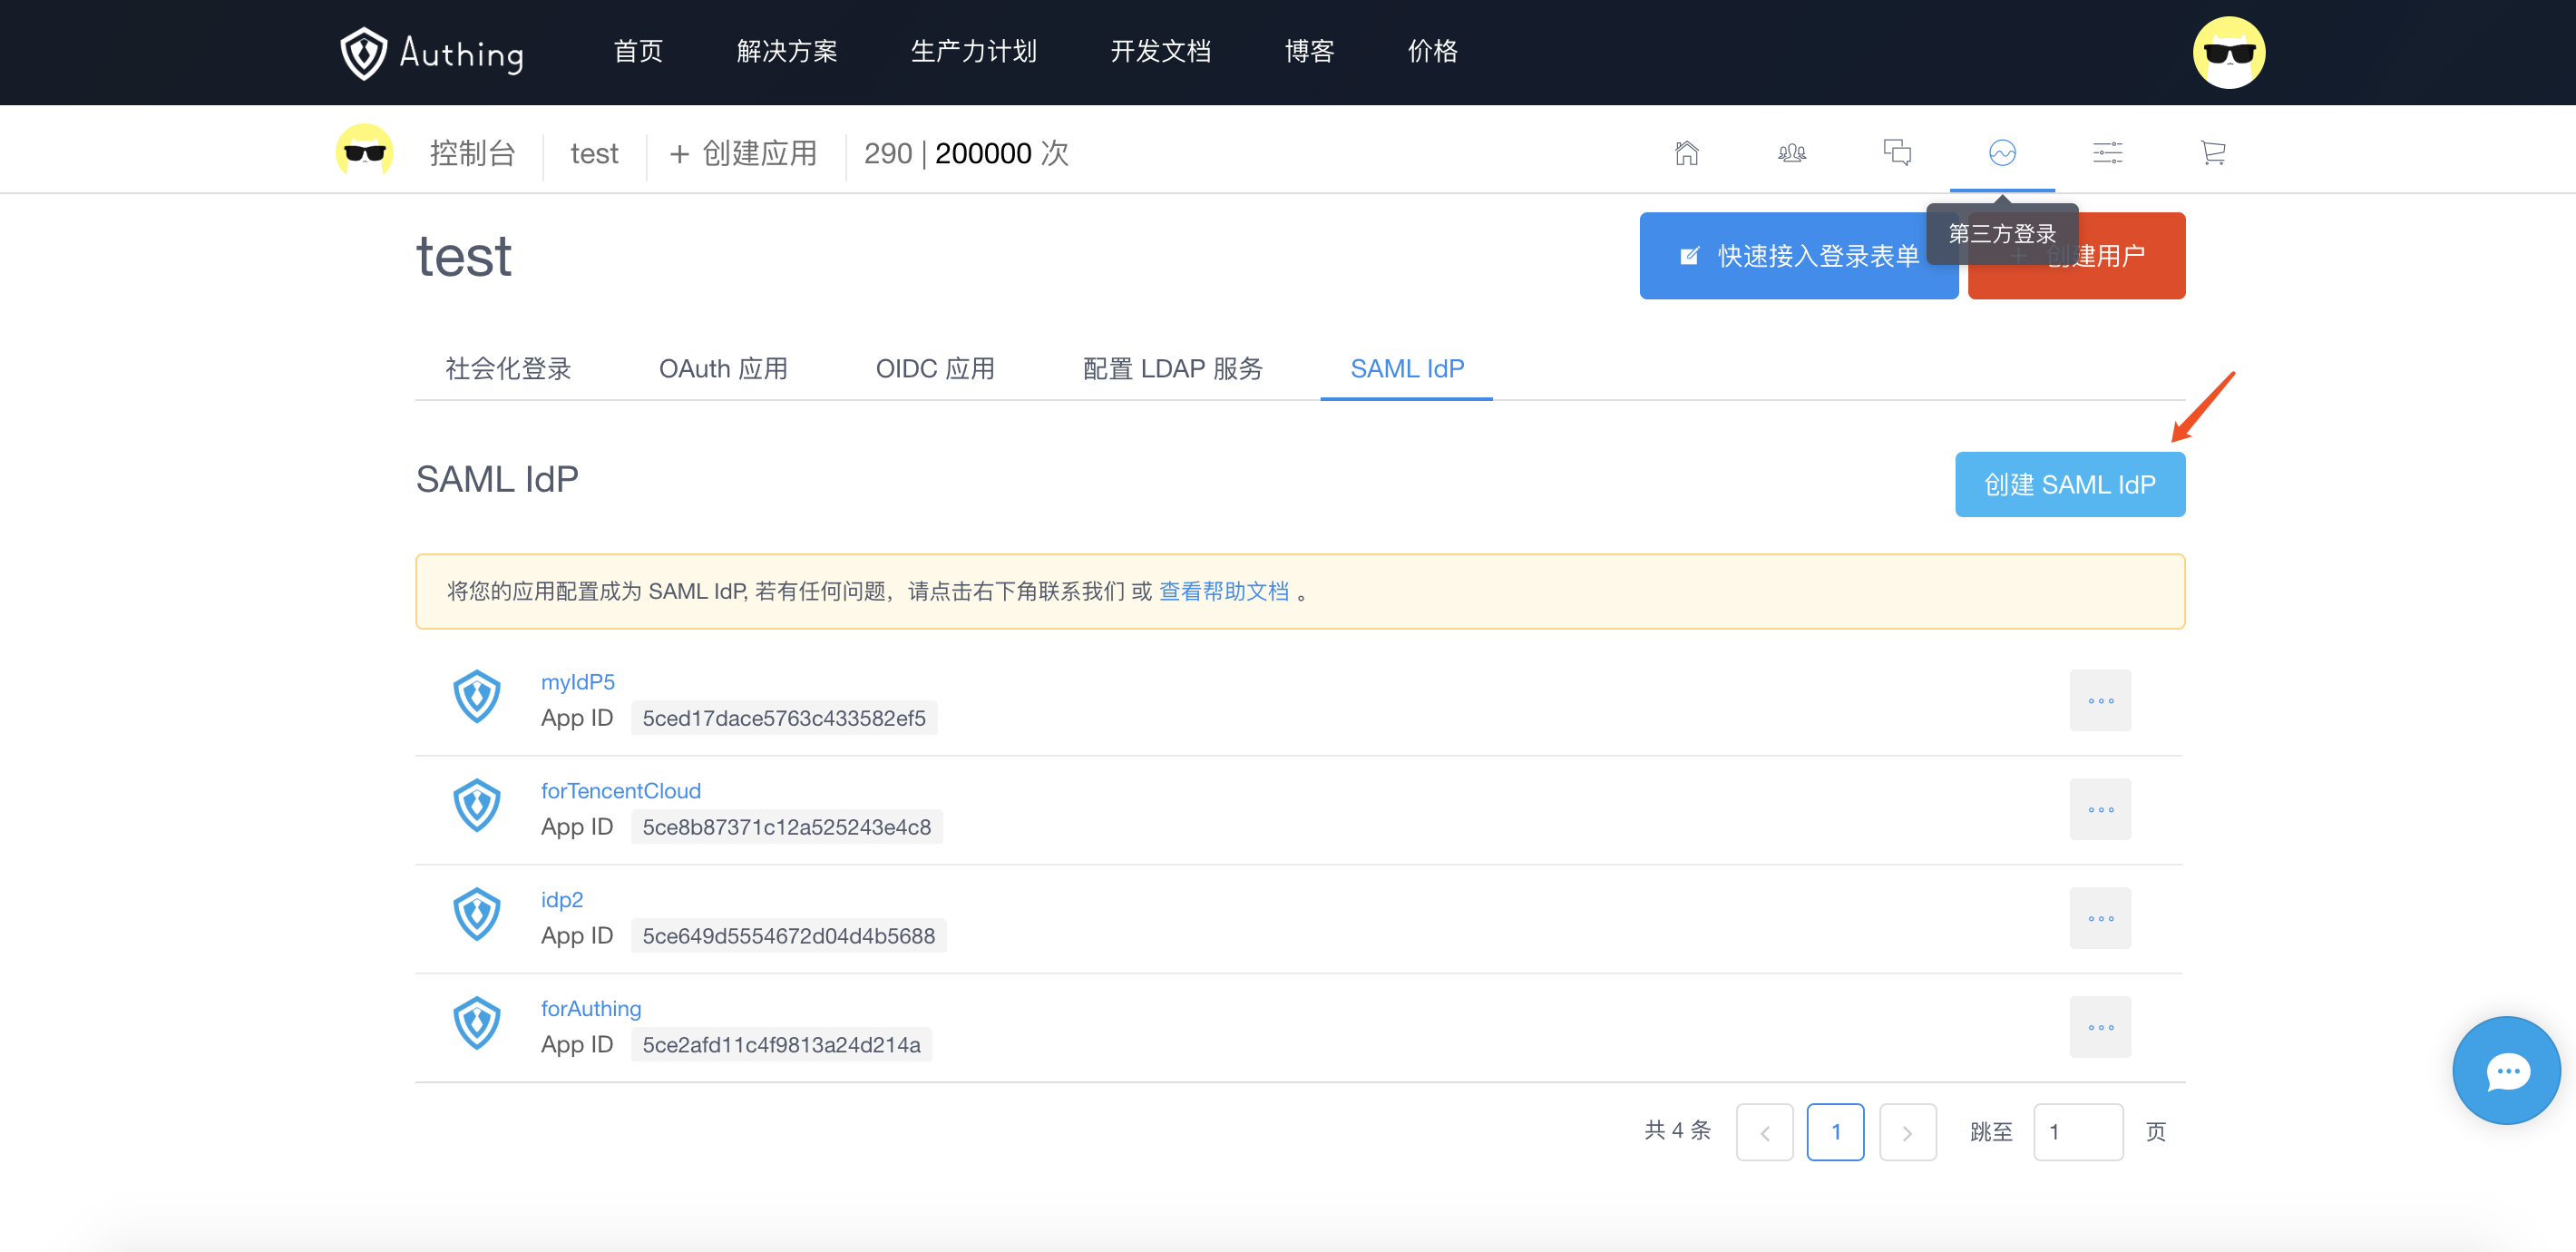 Authing 首页 解决方案 生产力计划 开发文档 博客 价格
控制台 test + 创建应用 290 | 200000 次
第三方登录
test
快速接入登录表单 + 创建用户
社会化登录 OAuth 应用 OIDC 应用 配置 LDAP 服务 SAML IdP
SAML IdP
创建 SAML IdP
将您的应用配置成为 SAML IdP, 若有任何问题，请点击右下角联系我们 或 查看帮助文档 。
myIdP5
App ID 5ced17dace5763c433582ef5
forTencentCloud
App ID 5ce8b87371c12a525243e4c8
idp2
App ID 5ce649d5554672d04d4b5688
forAuthing
App ID 5ce2afd11c4f9813a24d214a
共 4 条 1 跳至 1 页